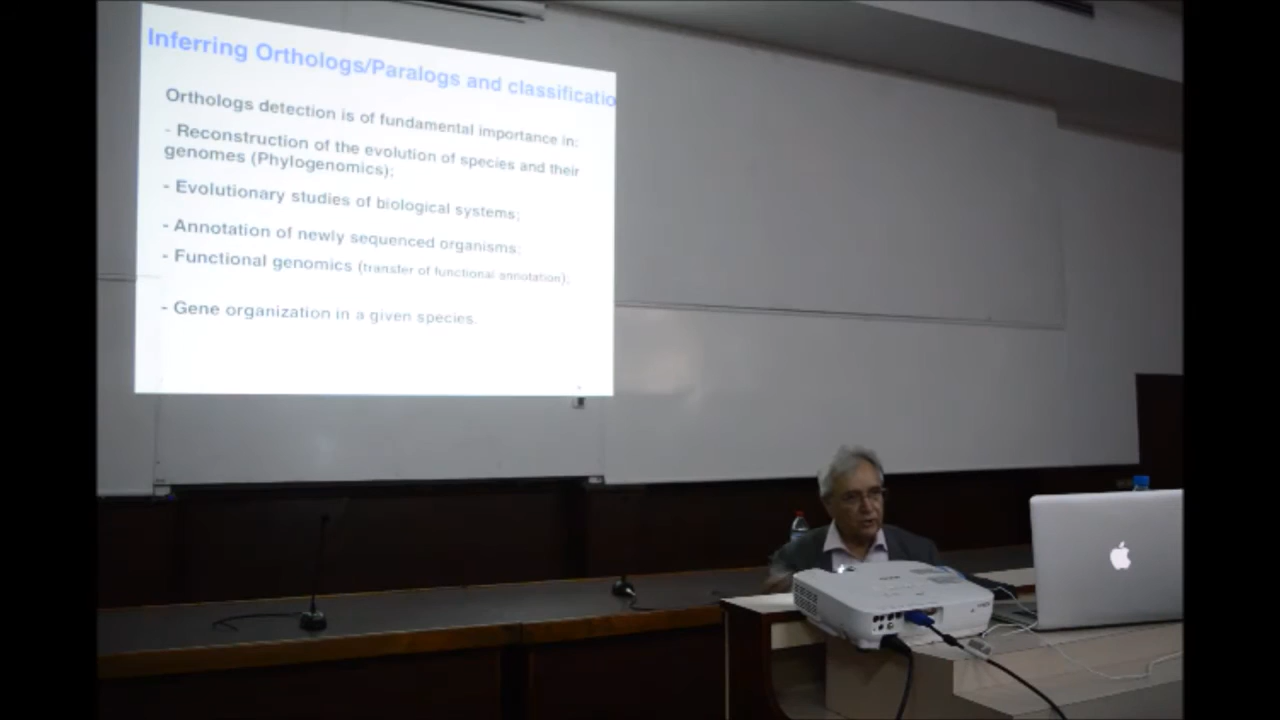 Inferring Orthologs/Paralogs and classificatio
Orthologs detection is of fundamental importance in:
- Reconstruction of the evolution of species and their
genomes (Phylogenomics);
- Evolutionary studies of biological systems;
- Annotation of newly sequenced organisms;
- Functional genomics (transfer of functional annotation);
- Gene organization in a given species.